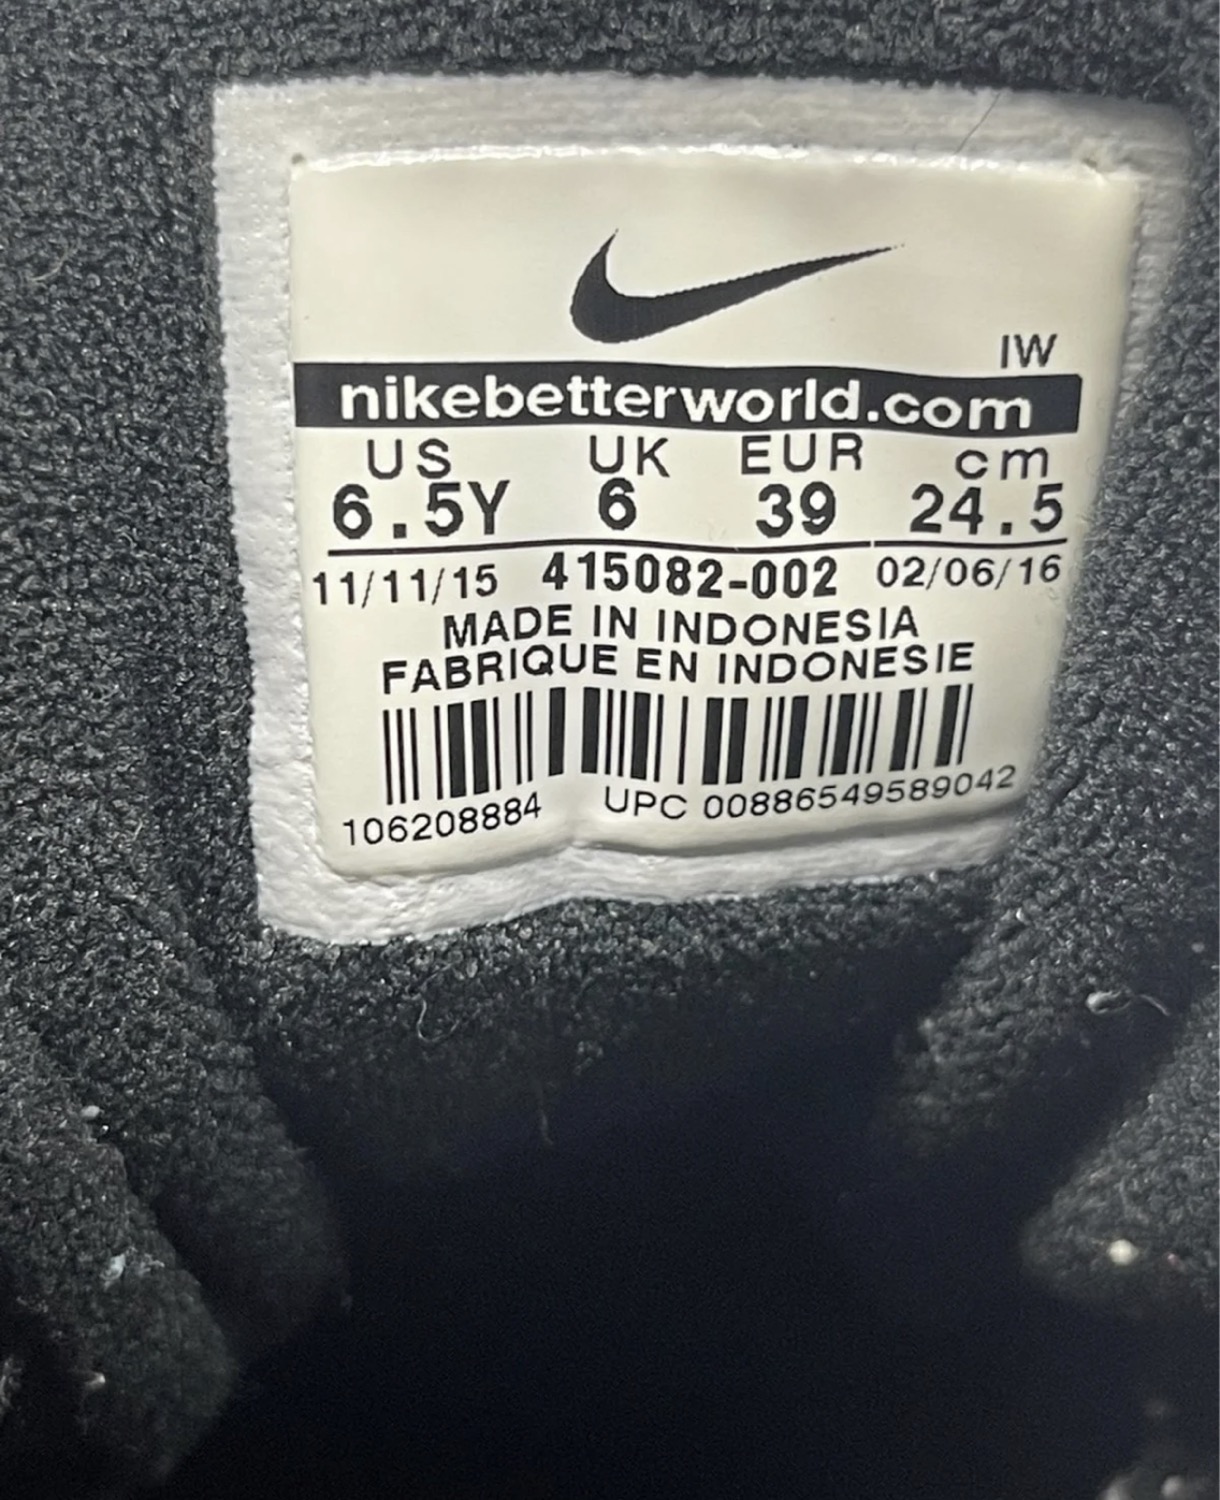 IW
nikebetterworld.com
US UK EUR cm
6.5Y 6 39 24.5
11/11/15 415082-002 02/06/16
MADE IN INDONESIA
FABRIQUE EN INDONESIE
106208884 UPC 00886549589042